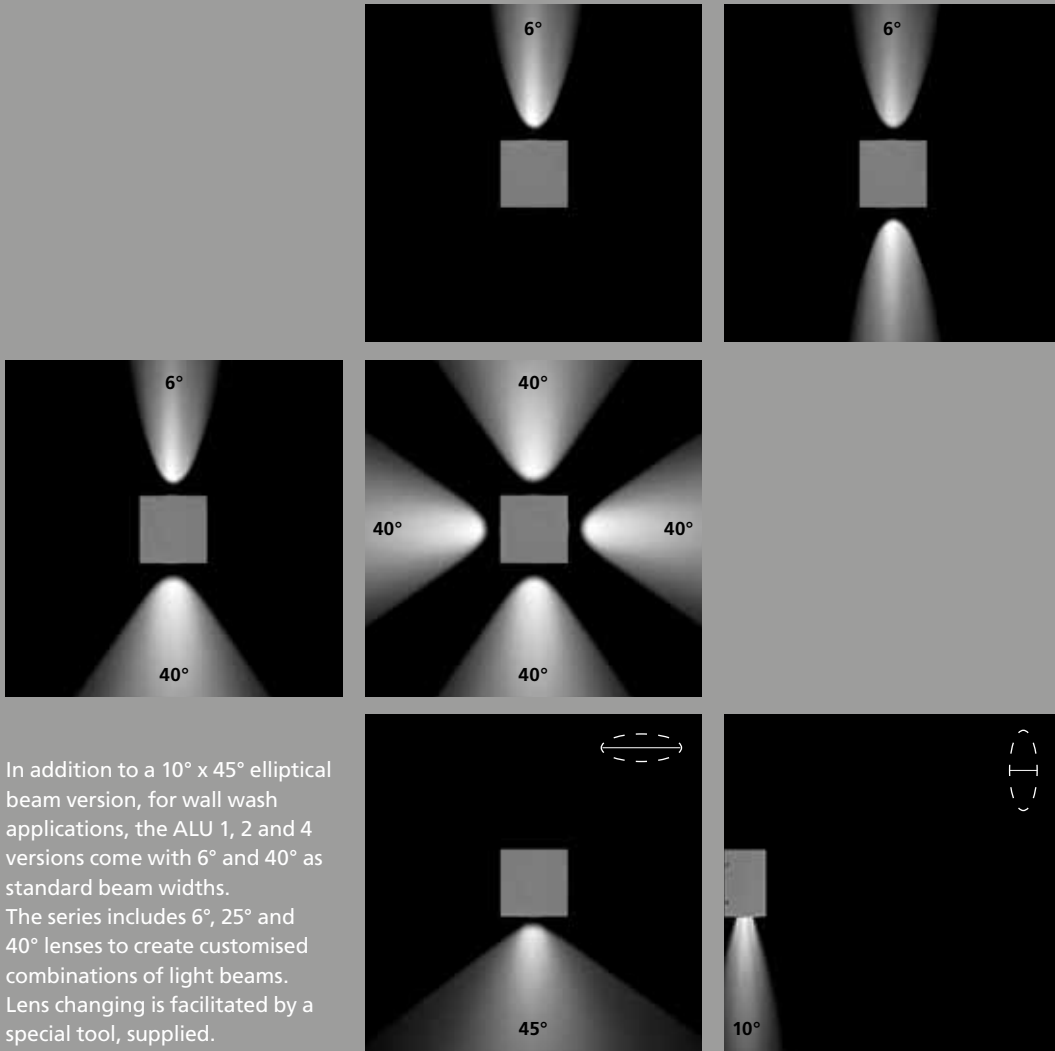 6°
6°
6°
40°
40°
40°
40°
40°
In addition to a 10° x 45° elliptical
beam version, for wall wash
applications, the ALU 1, 2 and 4
versions come with 6° and 40° as
standard beam widths.
The series includes 6°, 25° and
40° lenses to create customised
combinations of light beams.
Lens changing is facilitated by a
special tool, supplied.
45°
10°